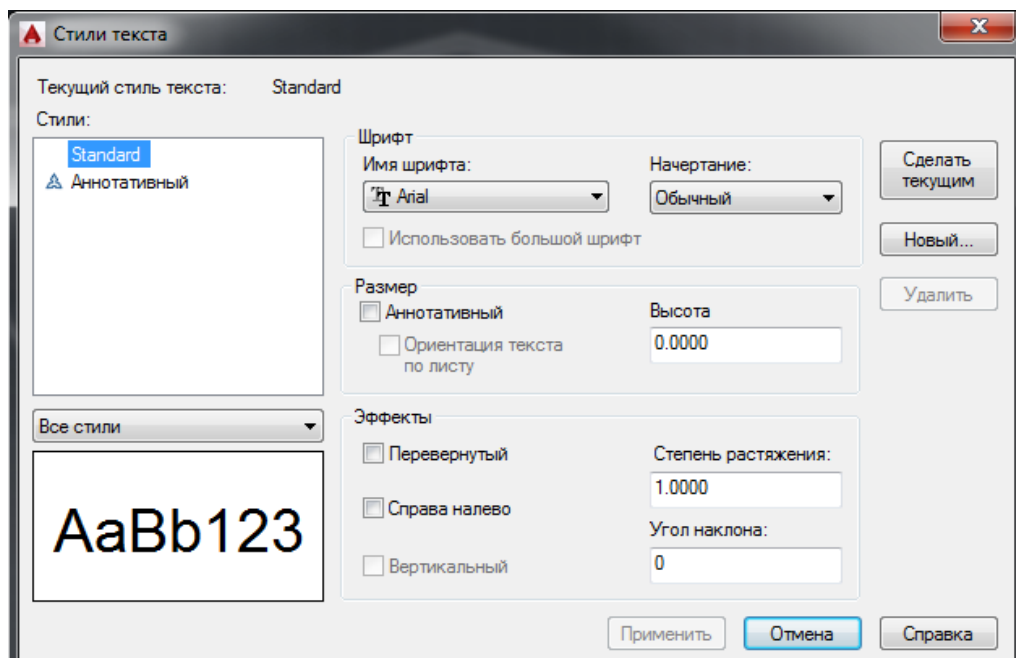 Стили текста
Текущий стиль текста: Standard
Стили:
Standard
Аннотативный
Все стили
AaBb123
Шрифт
Имя шрифта:
Arial
Начертание:
Обычный
Использовать большой шрифт
Размер
Аннотативный
Ориентация текста
по листу
Высота
0.0000
Эффекты
Перевернутый
Справа налево
Вертикальный
Степень растяжения:
1.0000
Угол наклона:
0
Сделать
текущим
Новый...
Удалить
Применить
Отмена
Справка